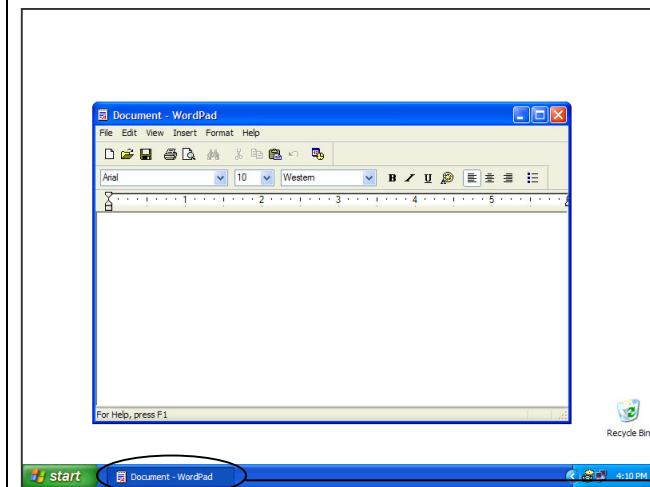 Document - WordPad
File Edit View Insert Format Help
Arial 10 Western B I U
1 2 3 4 5
For Help, press F1
Recycle Bin
start Document - WordPad 4:10 PM